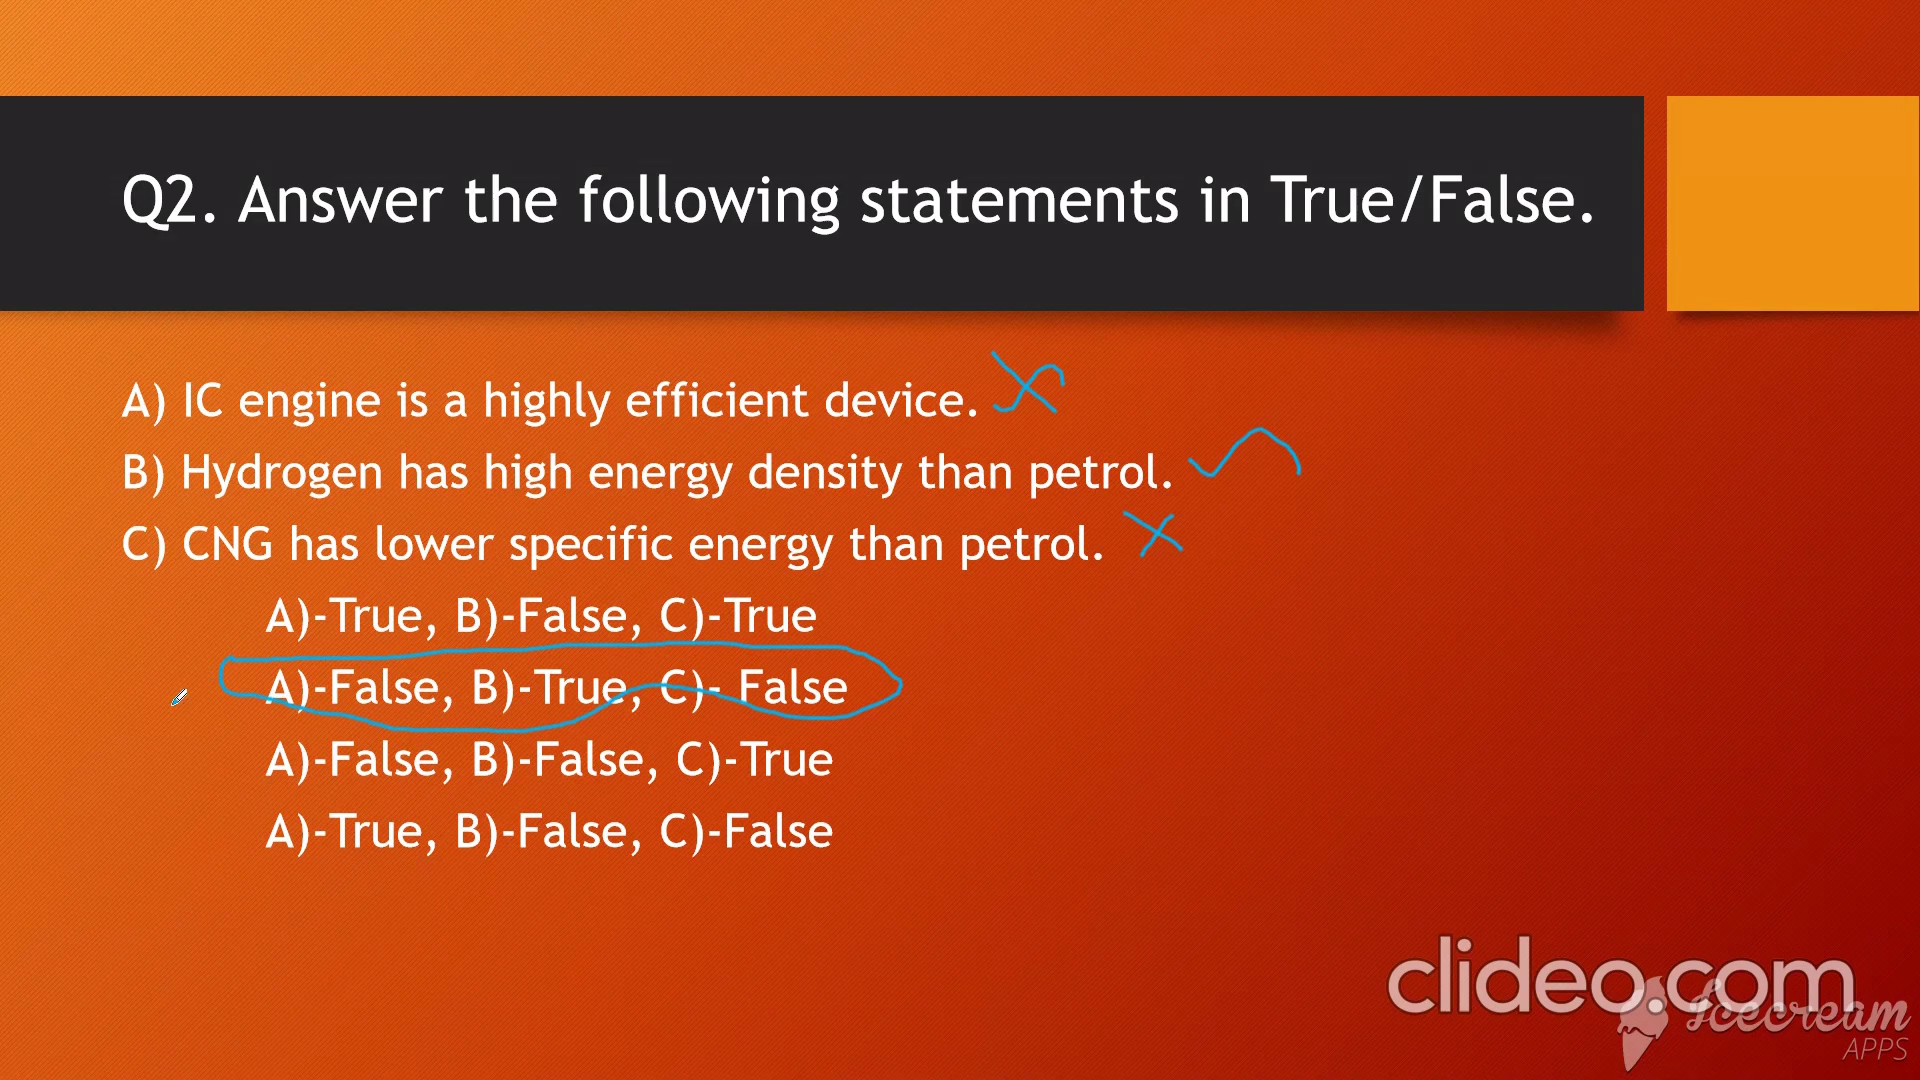 Q2. Answer the following statements in True/False.
A) IC engine is a highly efficient device.
B) Hydrogen has high energy density than petrol.
C) CNG has lower specific energy than petrol.
A)-True, B)-False, C)-True
A)-False, B)-True, C)- False
A)-False, B)-False, C)-True
A)-True, B)-False, C)-False
clideo.com
Icecream
APPS